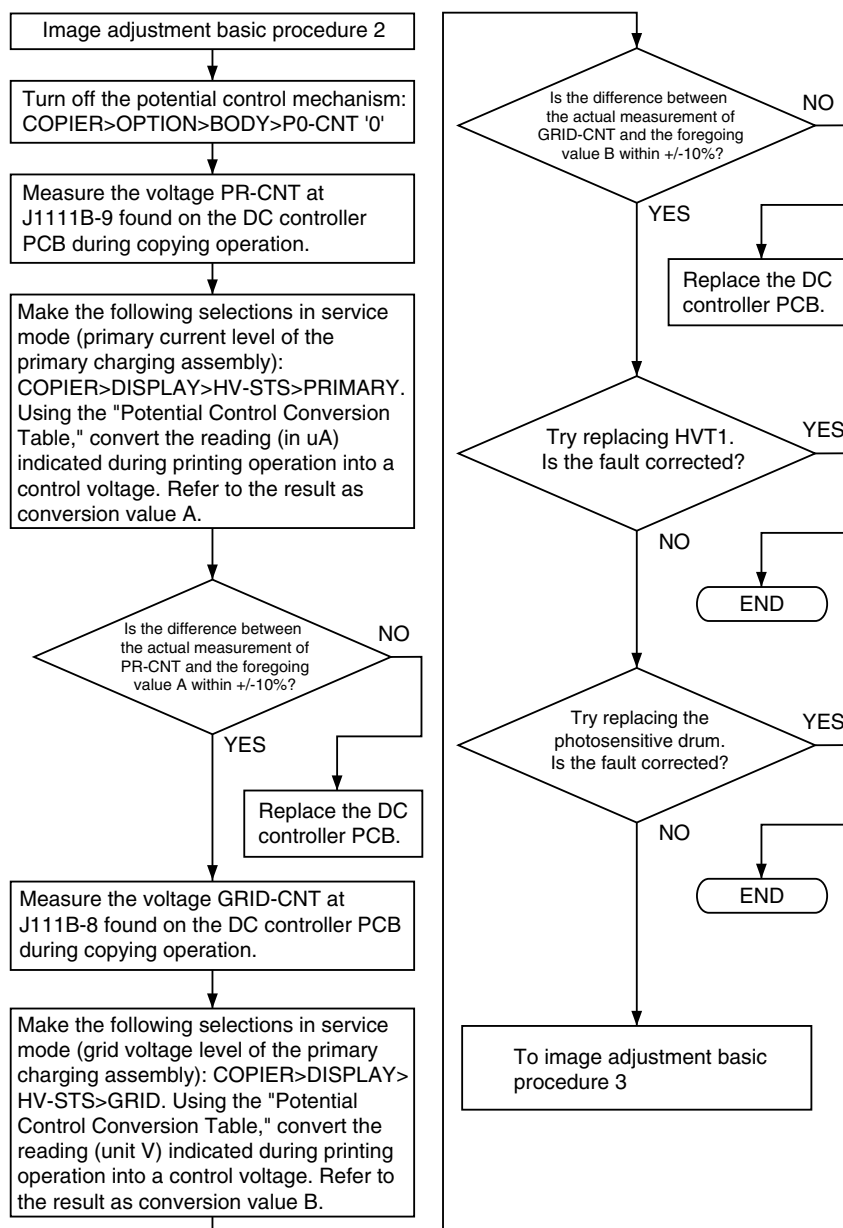 Image adjustment basic procedure 2
Turn off the potential control mechanism:
COPIER>OPTION>BODY>P0-CNT '0'
Measure the voltage PR-CNT at
J1111B-9 found on the DC controller
PCB during copying operation.
Make the following selections in service
mode (primary current level of the
primary charging assembly):
COPIER>DISPLAY>HV-STS>PRIMARY.
Using the "Potential Control Conversion
Table," convert the reading (in uA)
indicated during printing operation into a
control voltage. Refer to the result as
conversion value A.
Is the difference between
the actual measurement of
PR-CNT and the foregoing
value A within +/-10%?
NO
YES
Replace the DC
controller PCB.
Measure the voltage GRID-CNT at
J111B-8 found on the DC controller PCB
during copying operation.
Make the following selections in service
mode (grid voltage level of the primary
charging assembly): COPIER>DISPLAY>
HV-STS>GRID. Using the "Potential
Control Conversion Table," convert the
reading (unit V) indicated during printing
operation into a control voltage. Refer to
the result as conversion value B.
Is the difference between
the actual measurement of
GRID-CNT and the foregoing
value B within +/-10%?
NO
YES
Replace the DC
controller PCB.
Try replacing HVT1.
Is the fault corrected?
YES
NO
END
Try replacing the
photosensitive drum.
Is the fault corrected?
YES
NO
END
To image adjustment basic
procedure 3